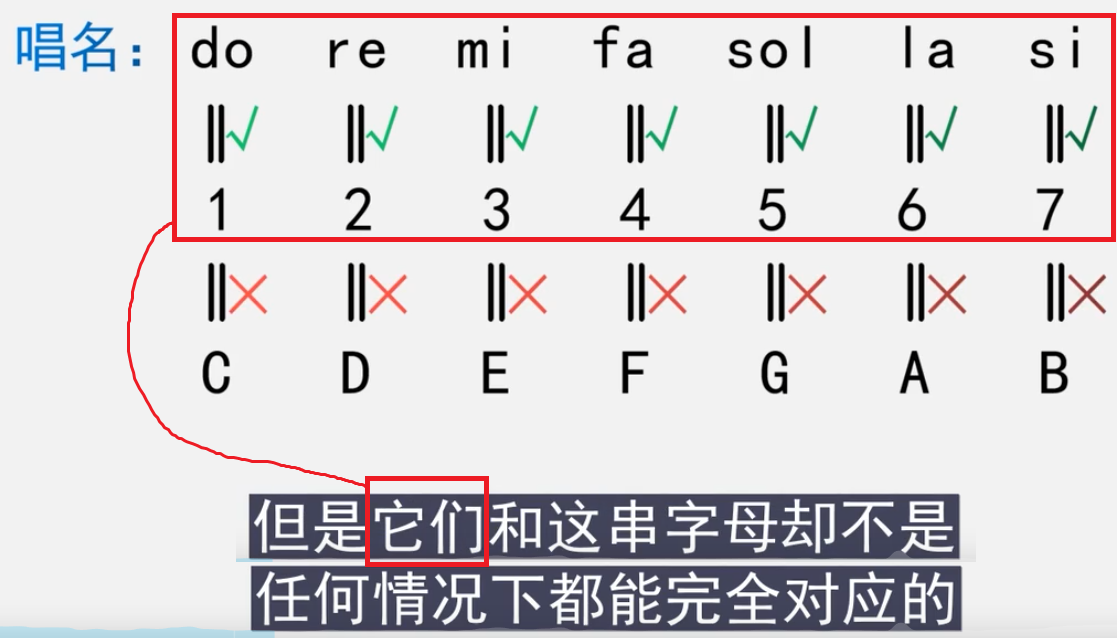 唱名: do re mi fa sol la si
‖√ ‖√ ‖√ ‖√ ‖√ ‖√ ‖√
1 2 3 4 5 6 7
‖× ‖× ‖× ‖× ‖× ‖× ‖×
C D E F G A B
但是它们和这串字母却不是
任何情况下都能完全对应的